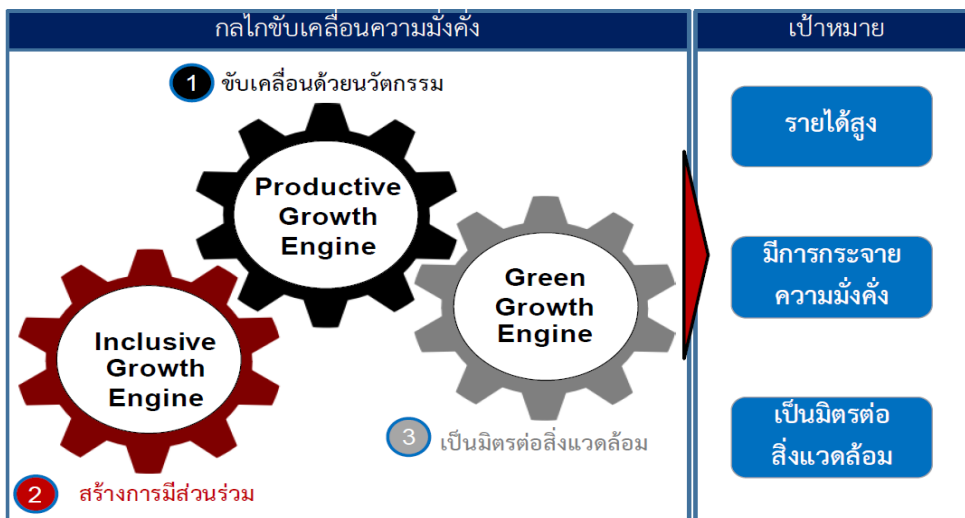 กลไกขับเคลื่อนความมั่งคั่ง
เป้าหมาย
1 ขับเคลื่อนด้วยนวัตกรรม
Productive
Growth
Engine
Green
Growth
Engine
Inclusive
Growth
Engine
3 เป็นมิตรต่อสิ่งแวดล้อม
2 สร้างการมีส่วนร่วม
รายได้สูง
มีการกระจาย
ความมั่งคั่ง
เป็นมิตรต่อ
สิ่งแวดล้อม